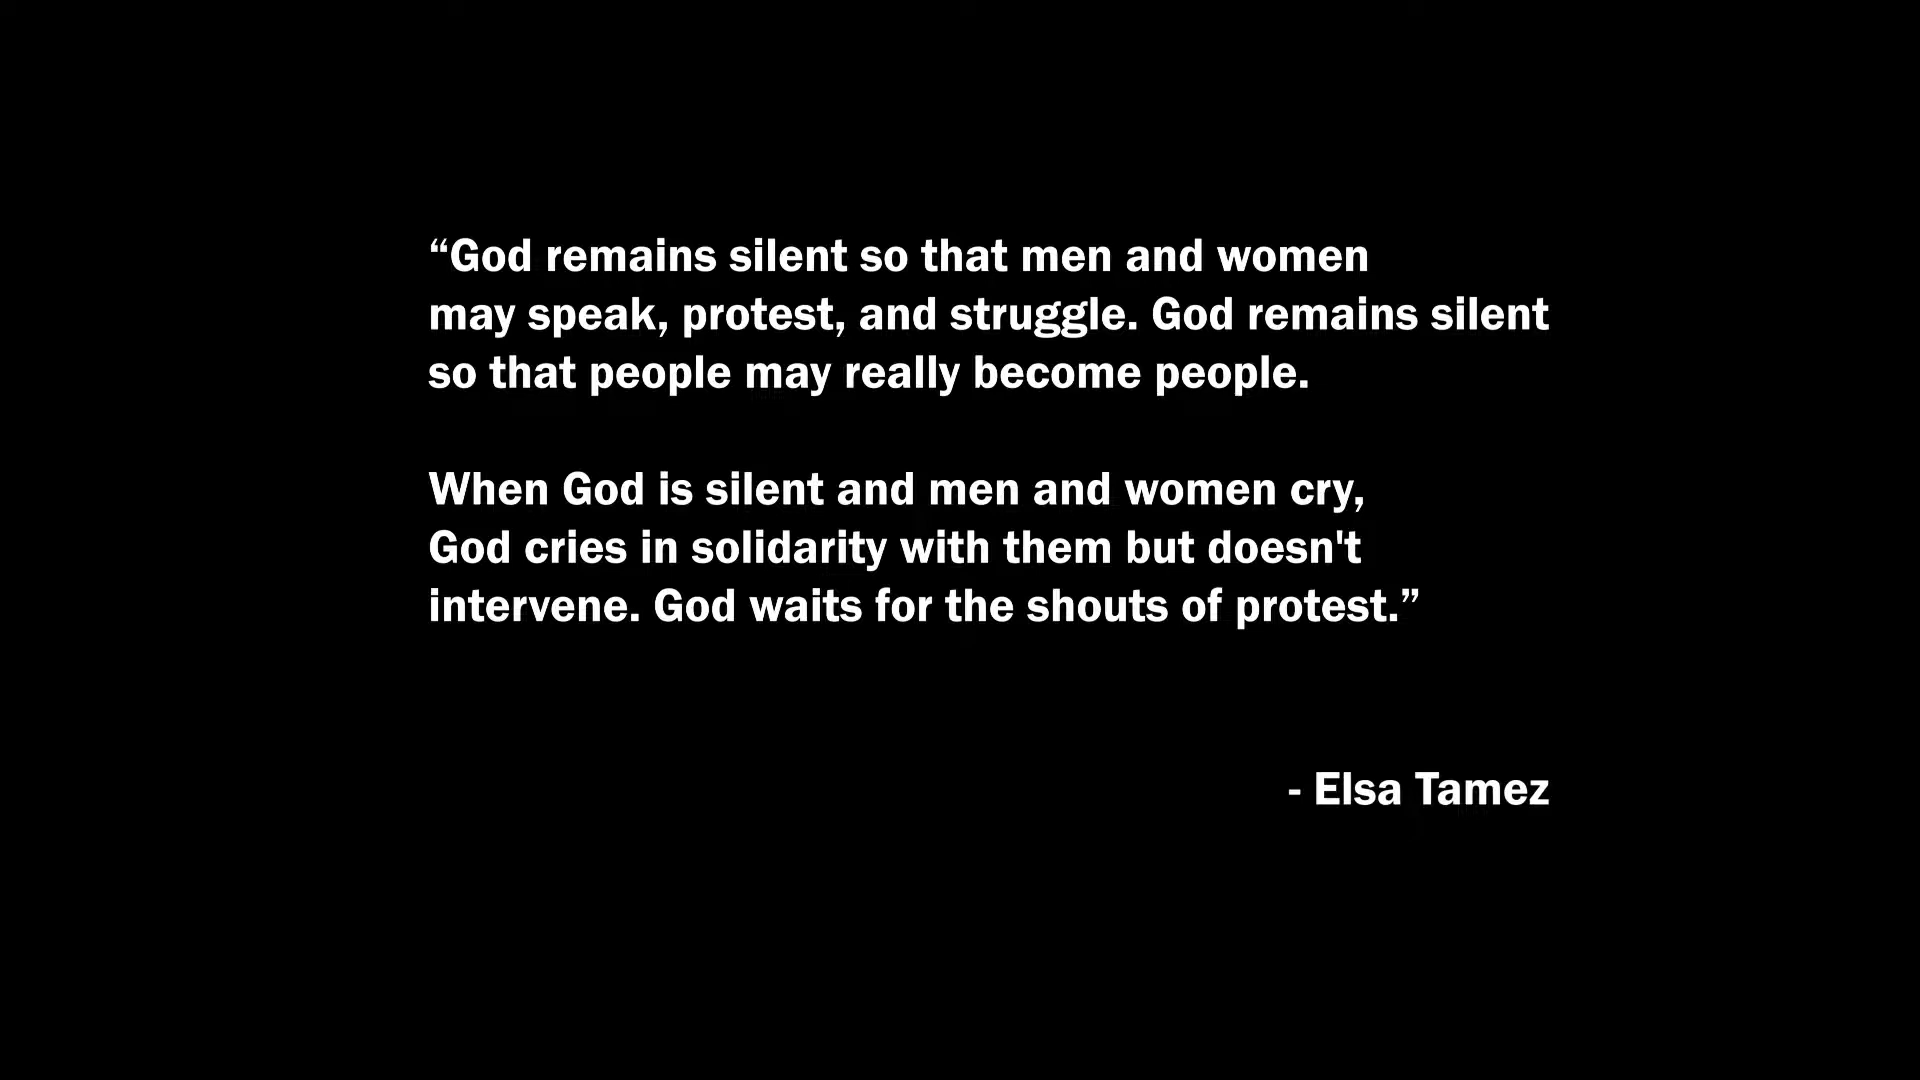 “God remains silent so that men and women
may speak, protest, and struggle. God remains silent
so that people may really become people.
When God is silent and men and women cry,
God cries in solidarity with them but doesn't
intervene. God waits for the shouts of protest.”
- Elsa Tamez